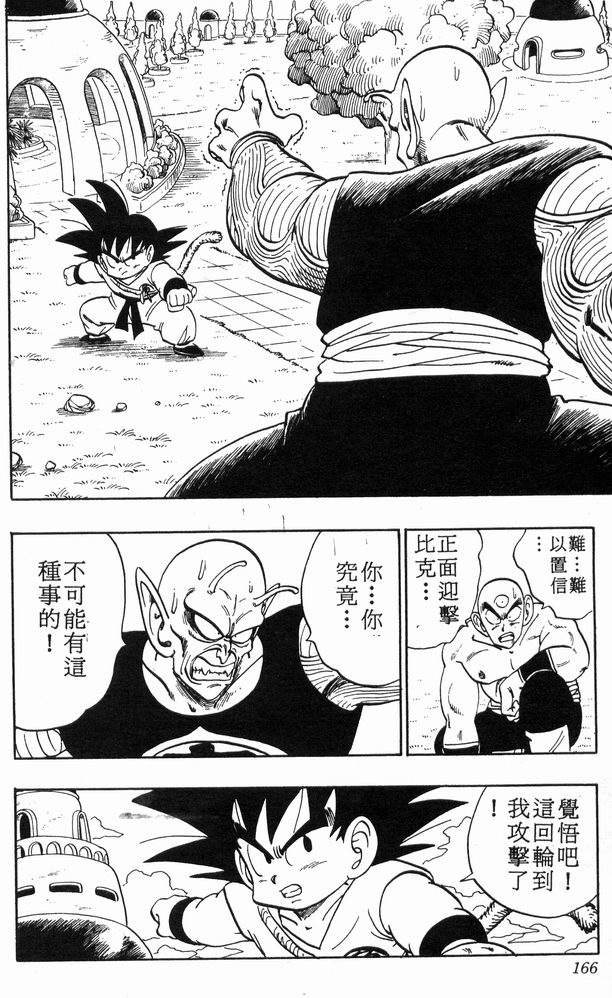 難…難
以置信
…
正面迎擊
比克…
你…你
究竟…
不可能有這
種事的！
覺悟吧！
這回輪到
我攻擊了
！
166